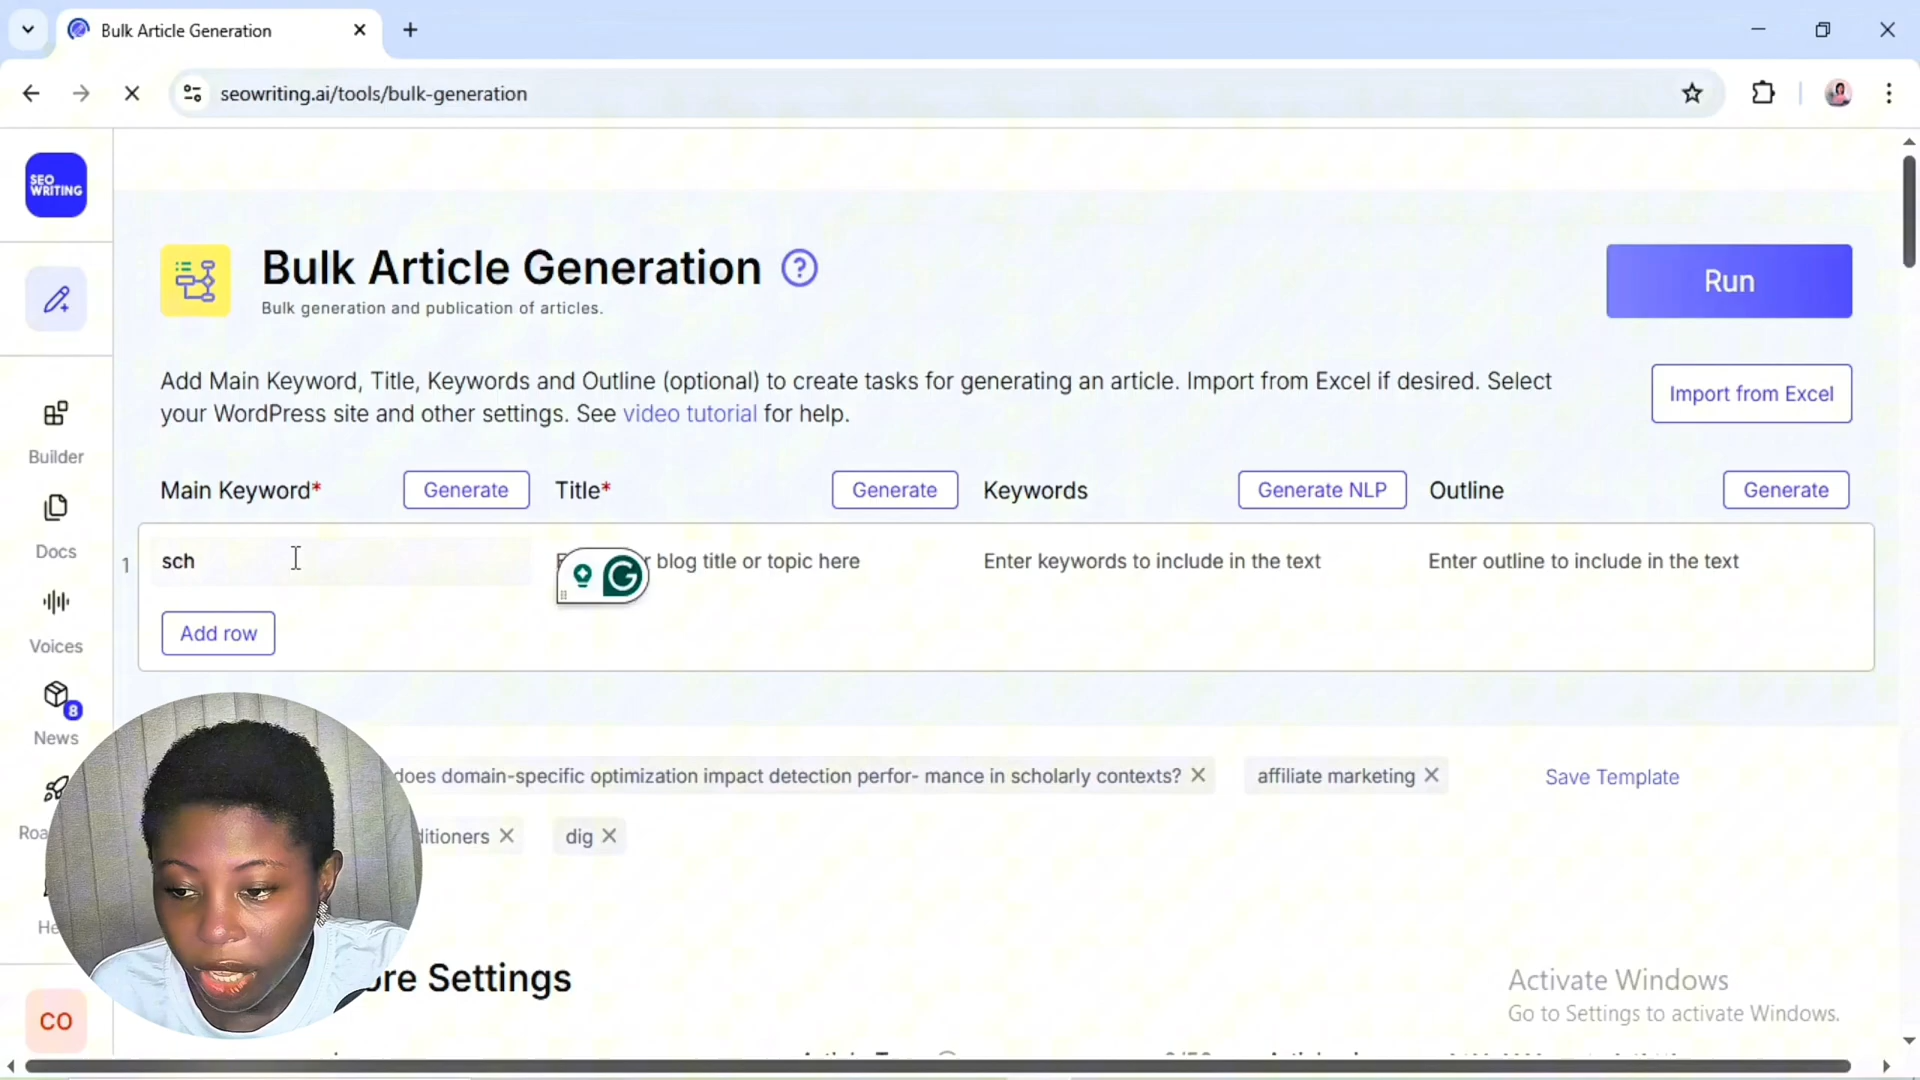 Bulk Article Generation
seowriting.ai/tools/bulk-generation
SEO
WRITING
Bulk Article Generation ?
Run
Bulk generation and publication of articles.
Add Main Keyword, Title, Keywords and Outline (optional) to create tasks for generating an article. Import from Excel if desired. Select
your WordPress site and other settings. See video tutorial for help.
Import from Excel
Main Keyword* Generate Title* Generate Keywords Generate NLP Outline Generate
1 sch blog title or topic here Enter keywords to include in the text Enter outline to include in the text
Add row
Builder
Docs
Voices
8
News
does domain-specific optimization impact detection perfor- mance in scholarly contexts? affiliate marketing Save Template
ditioners dig
ore Settings
CO
Activate Windows
Go to Settings to activate Windows.